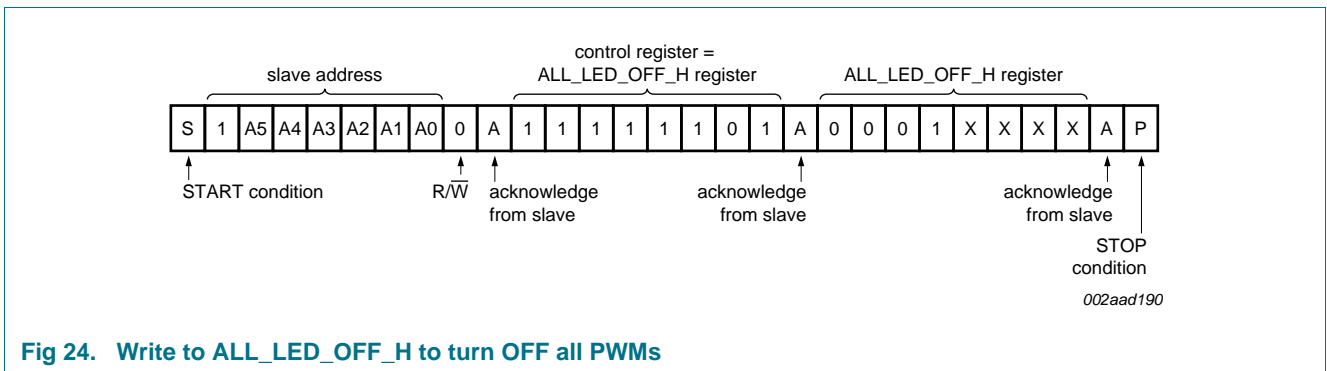 control register =
slave address
ALL_LED_OFF_H register
ALL_LED_OFF_H register
S 1 A5 A4 A3 A2 A1 A0 0 A 1 1 1 1 1 1 0 1 A 0 0 0 1 X X X X A P
START condition
R/W̅
acknowledge
from slave
acknowledge
from slave
acknowledge
from slave
STOP
condition
002aad190
Fig 24. Write to ALL_LED_OFF_H to turn OFF all PWMs